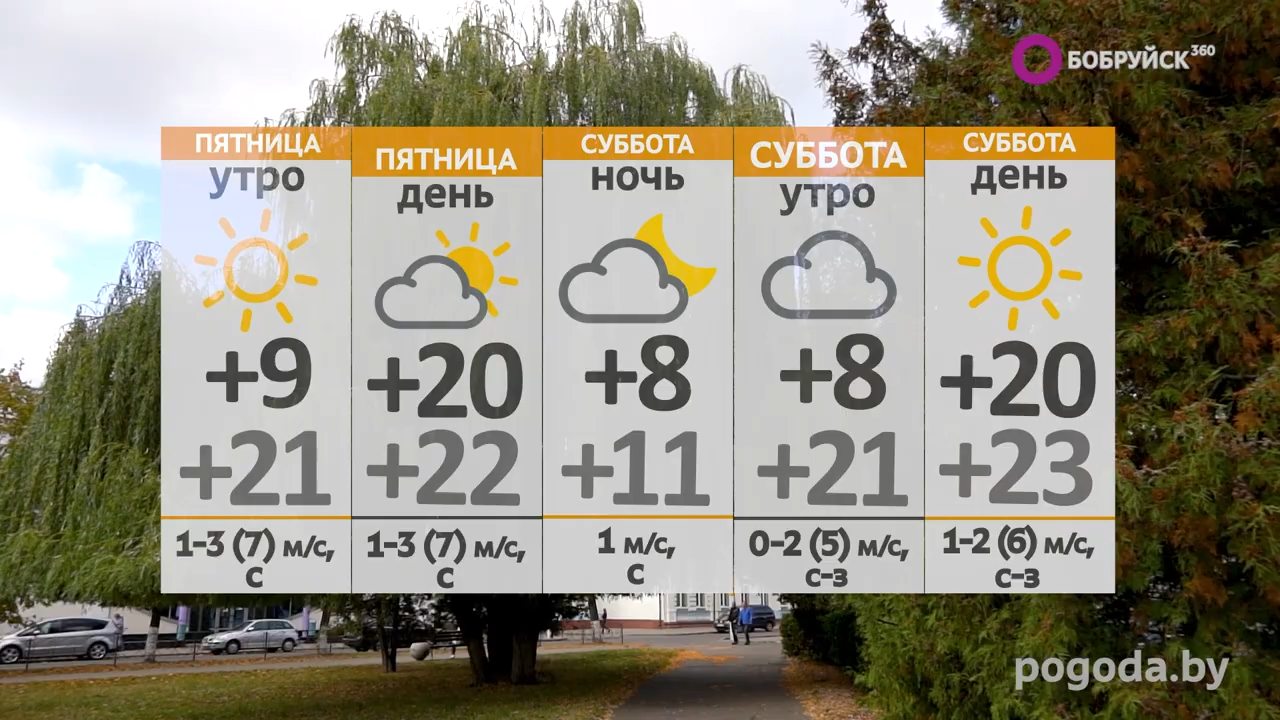 БОБРУЙСК360
ПЯТНИЦА
утро
+9
+21
1-3 (7) м/с,
с
ПЯТНИЦА
день
+20
+22
1-3 (7) м/с,
с
СУББОТА
ночь
+8
+11
1 м/с,
с
СУББОТА
утро
+8
+21
0-2 (5) м/с,
с-з
СУББОТА
день
+20
+23
1-2 (6) м/с,
с-з
pogoda.by